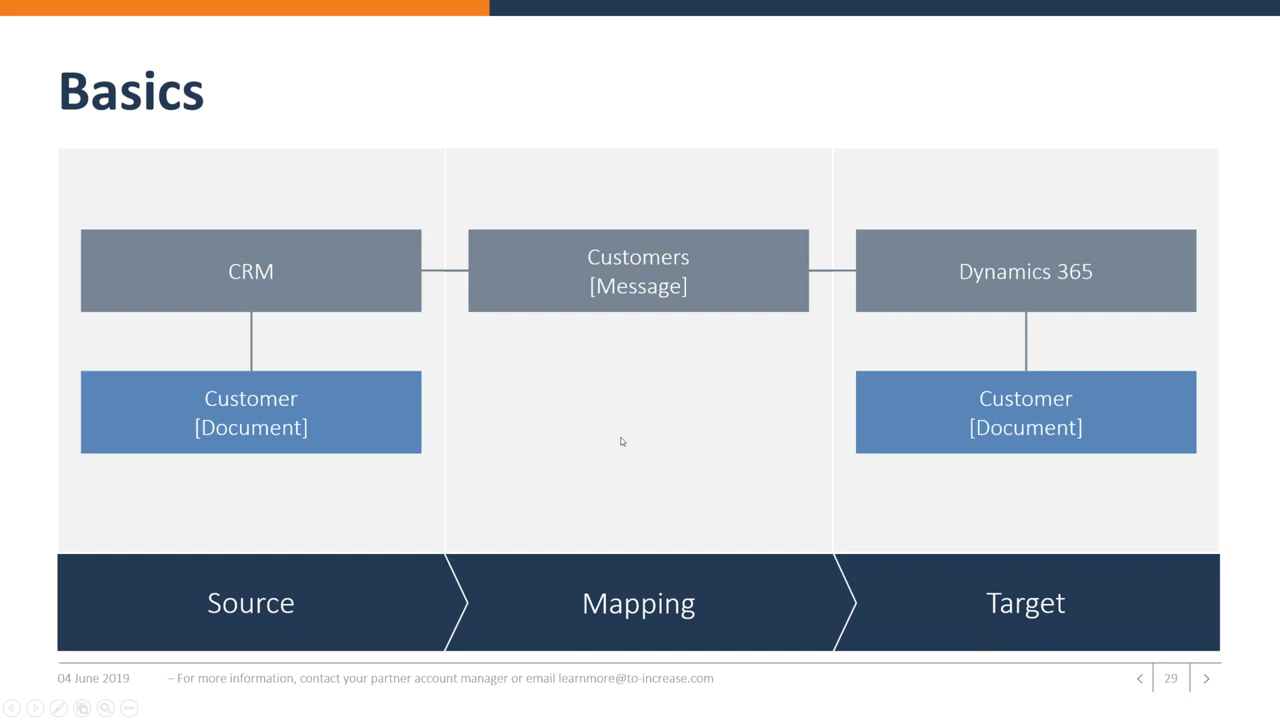 Basics
CRM
Customers
[Message]
Dynamics 365
Customer
[Document]
Customer
[Document]
Source
Mapping
Target
04 June 2019
– For more information, contact your partner account manager or email learnmore@to-increase.com
29